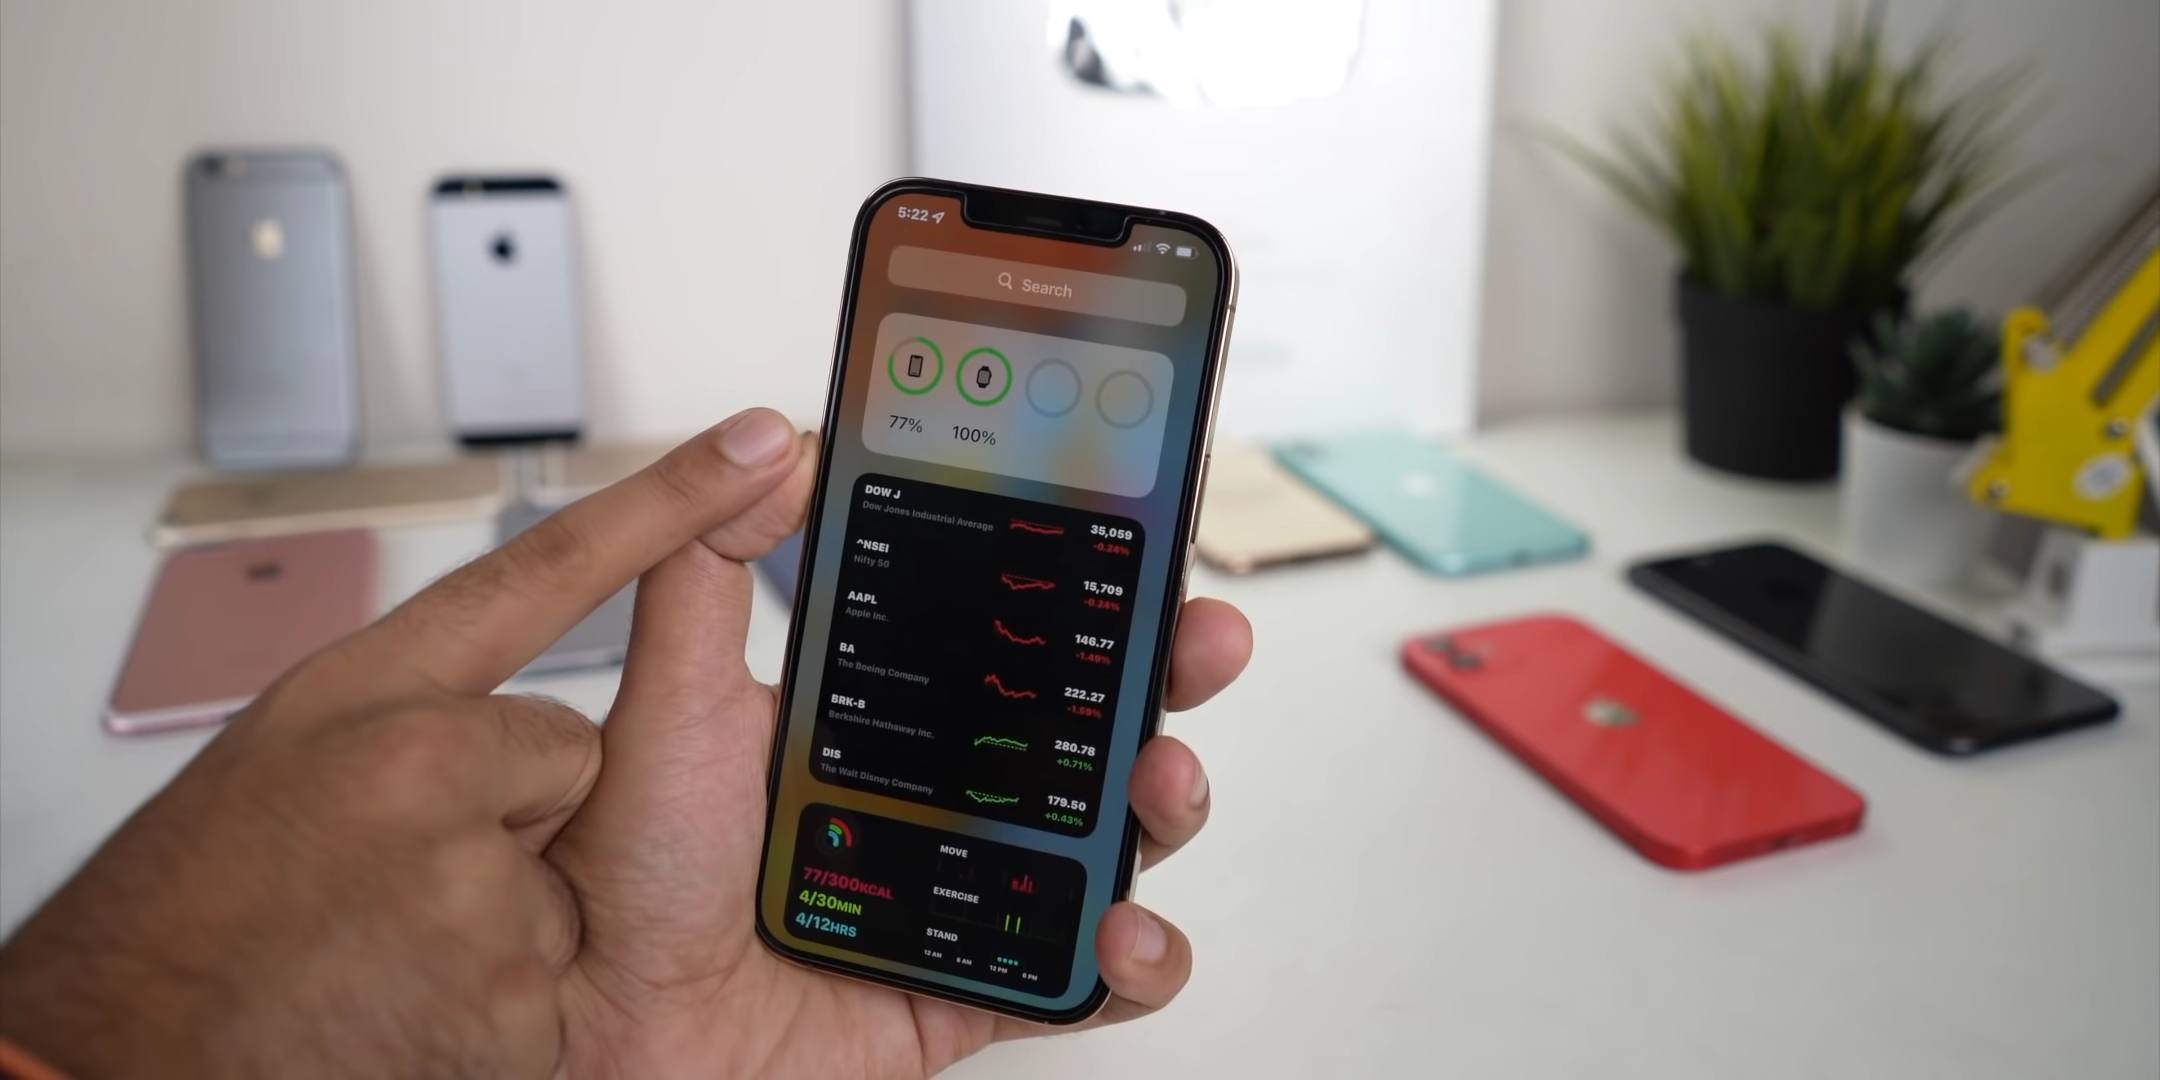 5:22
Search
77% 100%
DOW J
Dow Jones Industrial Average
35,059
-0.24%
^NSEI
Nifty 50
15,709
-0.24%
AAPL
Apple Inc.
146.77
-1.49%
BA
The Boeing Company
222.27
-1.59%
BRK-B
Berkshire Hathaway Inc.
280.78
+0.71%
DIS
The Walt Disney Company
179.50
+0.43%
77/300KCAL
4/30MIN
4/12HRS
MOVE
EXERCISE
STAND
12 AM 6 AM 12 PM 6 PM